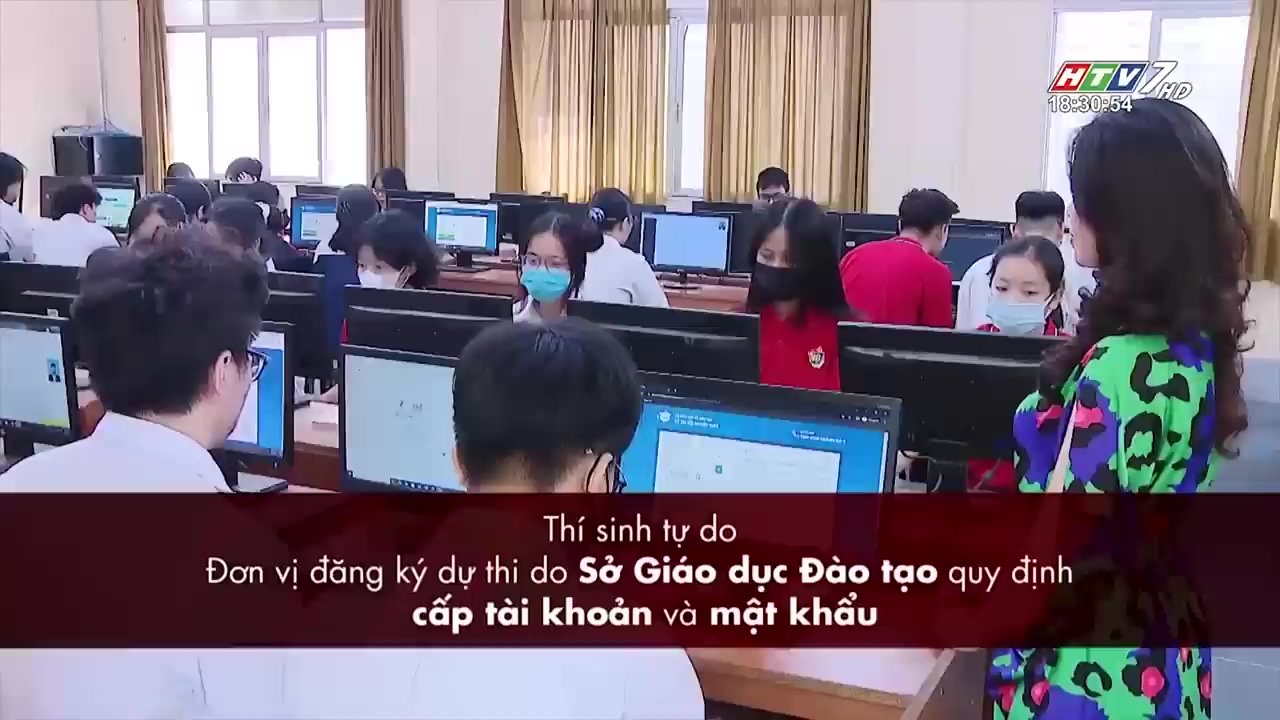 HTV7 HD
18:30:54
Thí sinh tự do
Đơn vị đăng ký dự thi do Sở Giáo dục Đào tạo quy định
cấp tài khoản và mật khẩu